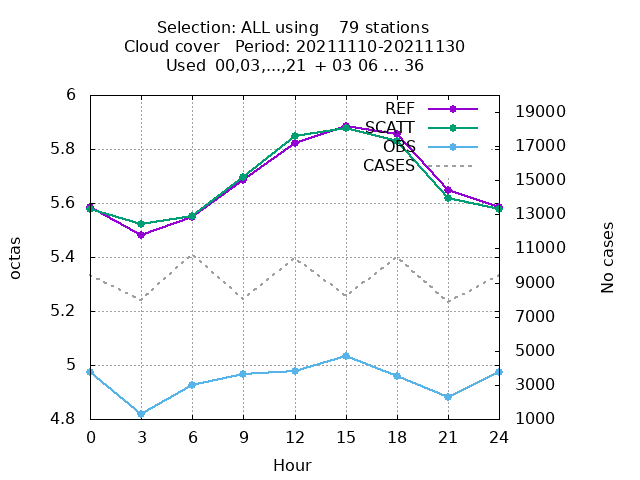 Selection: ALL using    79 stations
Cloud cover   Period: 20211110-20211130
Used  00,03,...,21  + 03 06 ... 36
6
5.8
5.6
5.4
5.2
5
4.8
octas
REF
SCATT
OBS
CASES
19000
17000
15000
13000
11000
9000
7000
5000
3000
1000
No cases
0 3 6 9 12 15 18 21 24
Hour